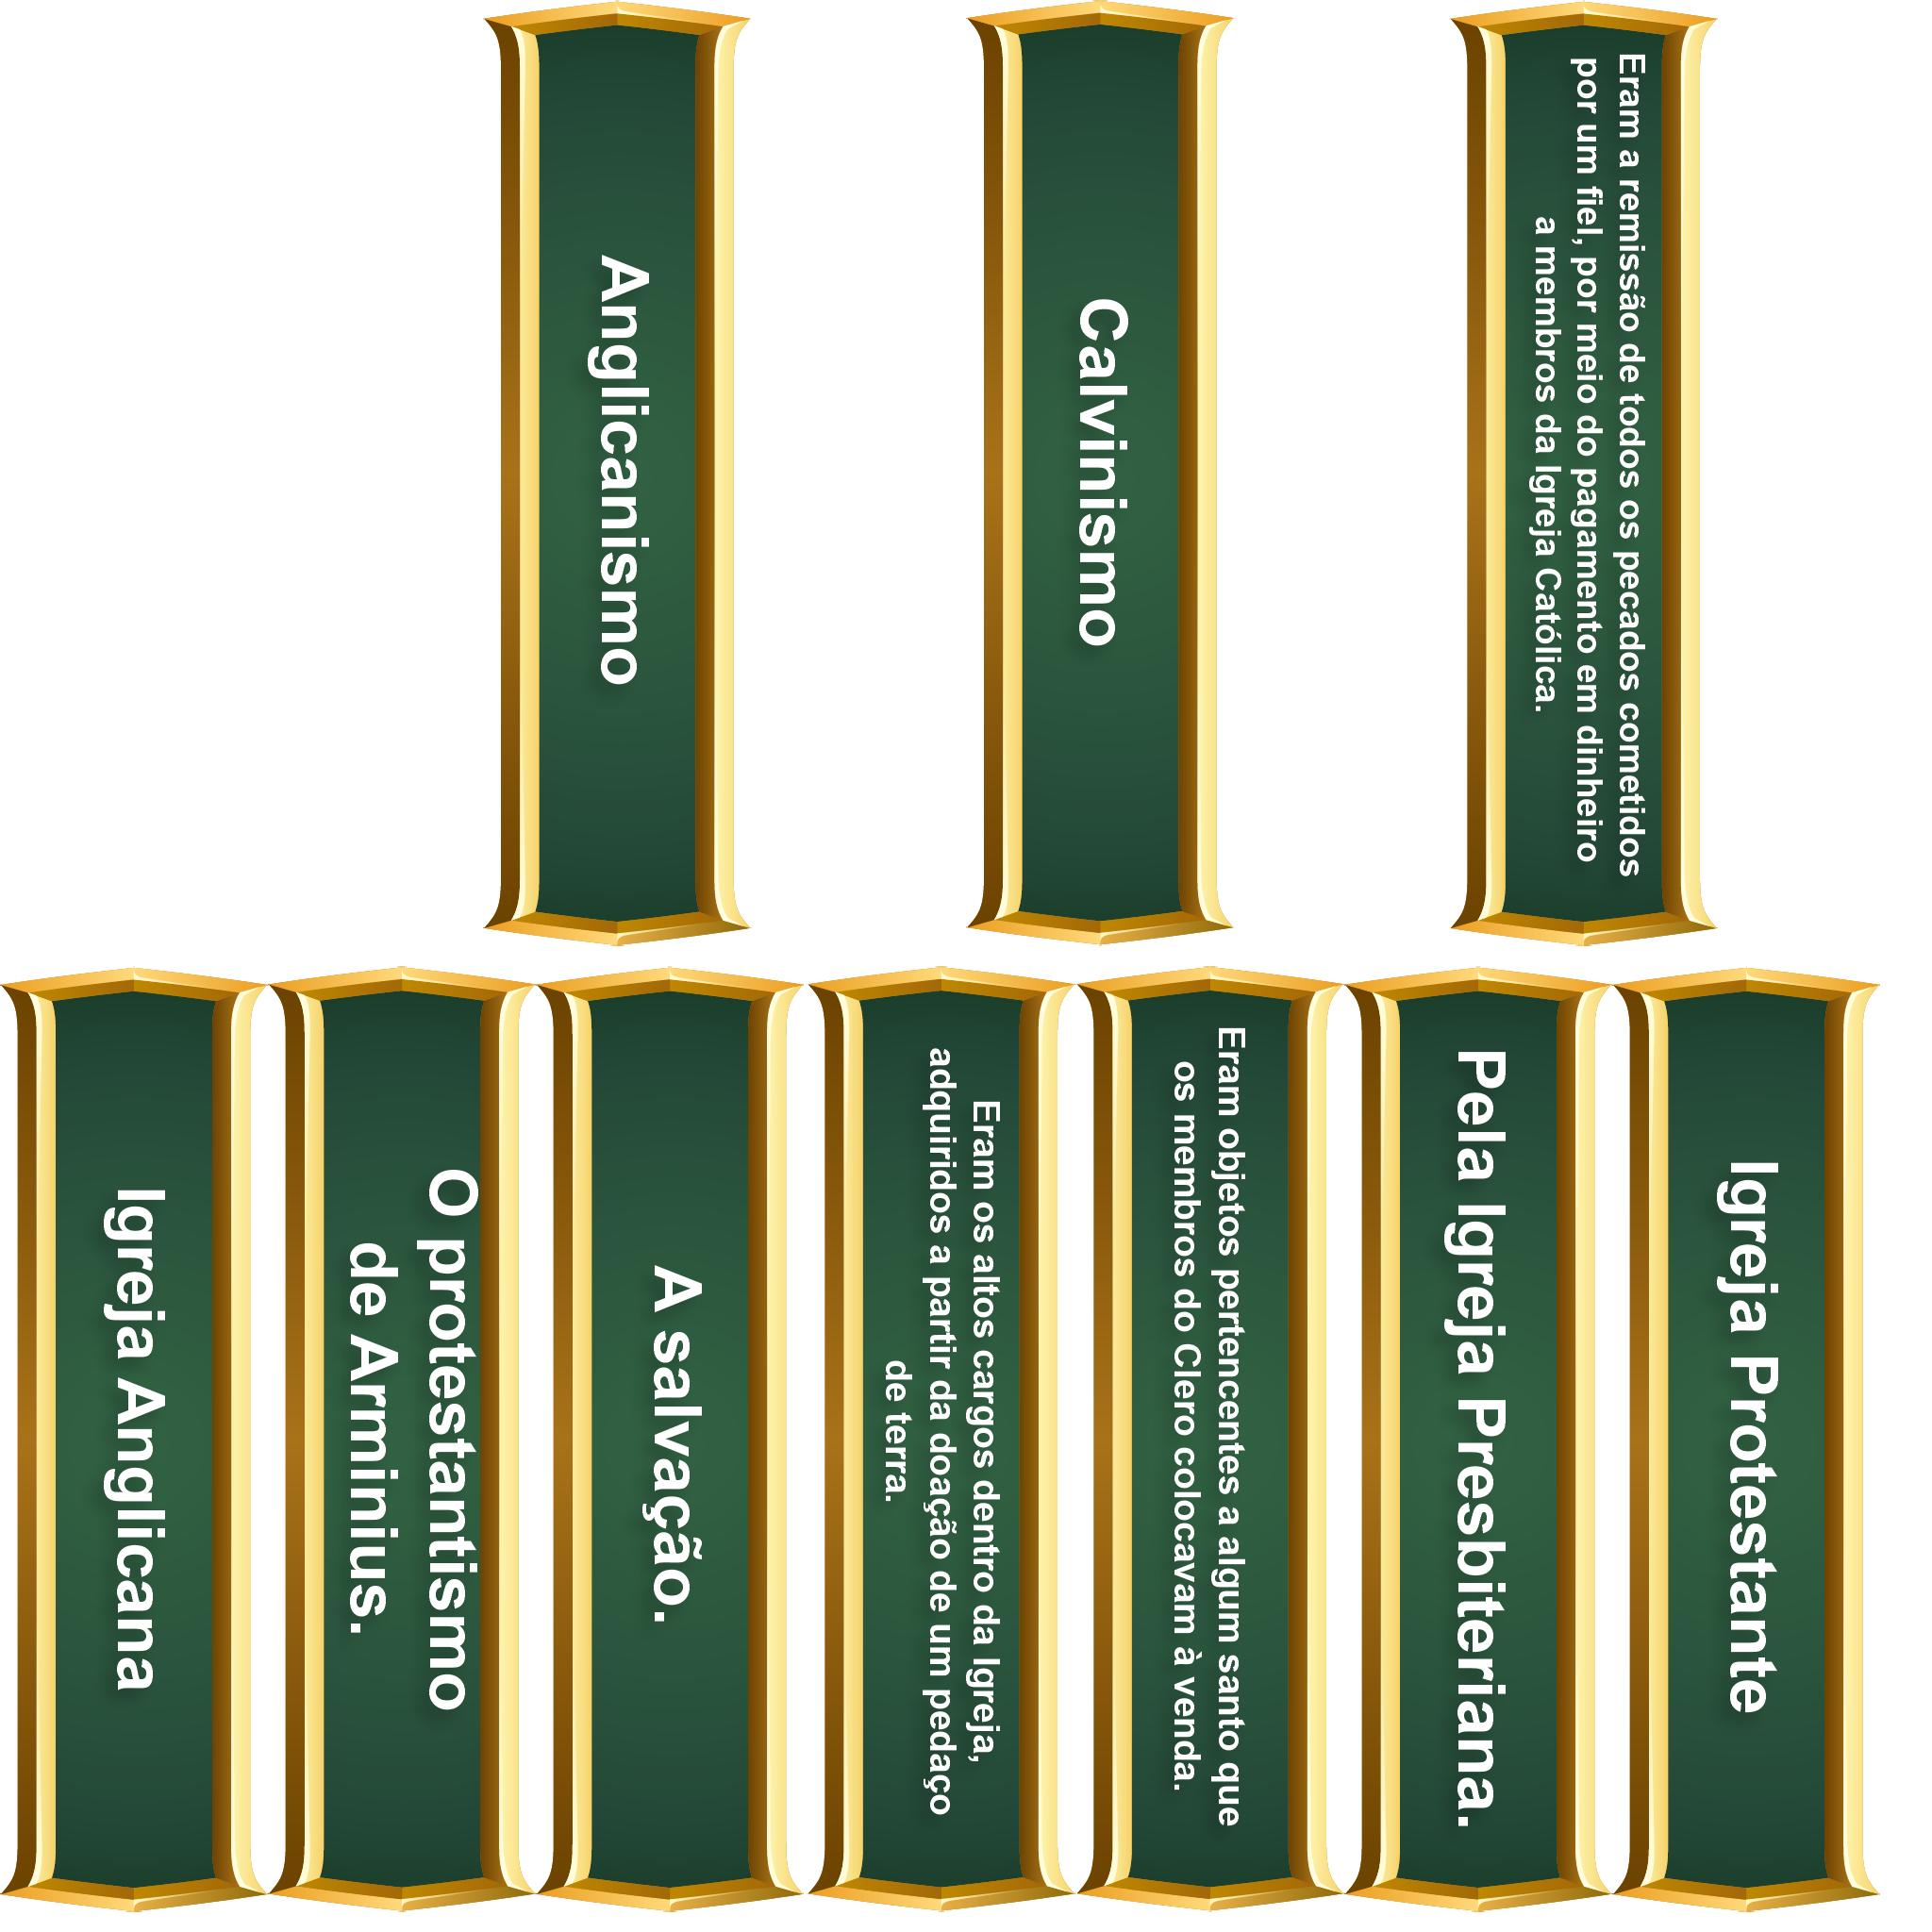 Anglicanismo
Calvinismo
Eram a remissão de todos os pecados cometidos
por um fiel, por meio do pagamento em dinheiro
a membros da Igreja Católica.
Igreja Anglicana
O protestantismo
de Arminius.
A salvação.
Eram os altos cargos dentro da Igreja,
adquiridos a partir da doação de um pedaço
de terra.
Eram objetos pertencentes a algum santo que
os membros do Clero colocavam à venda.
Pela Igreja Presbiteriana.
Igreja Protestante